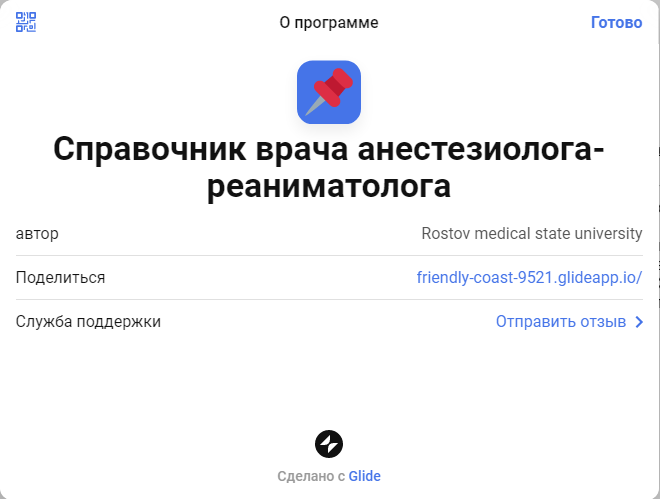 О программе
Готово
Справочник врача анестезиолога-
реаниматолога
автор
Rostov medical state university
Поделиться
friendly-coast-9521.glideapp.io/
Служба поддержки
Отправить отзыв
Сделано с Glide